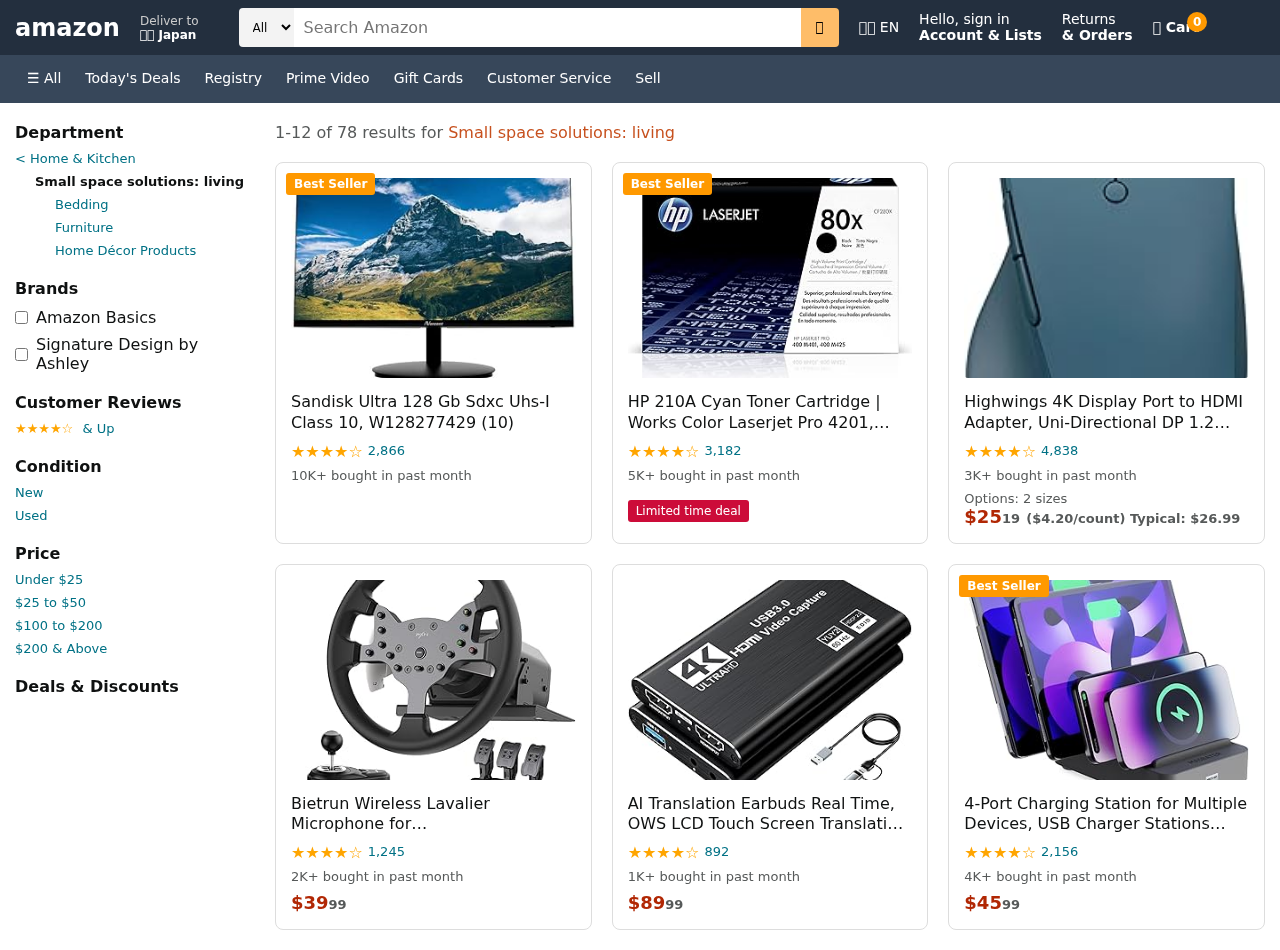 amazon
Deliver to
Japan
All
Search Amazon
EN
Hello, sign in
Account & Lists
Returns
& Orders
0
☰ All
Today's Deals
Registry
Prime Video
Gift Cards
Customer Service
Sell
Department
< Home & Kitchen
Small space solutions: living
Bedding
Furniture
Home Décor Products
Brands
Amazon Basics
Signature Design by
Ashley
Customer Reviews
★★★★☆ & Up
Condition
New
Used
Price
Under $25
$25 to $50
$100 to $200
$200 & Above
Deals & Discounts
1-12 of 78 results for Small space solutions: living
Best Seller
Sandisk Ultra 128 Gb Sdxc Uhs-I
Class 10, W128277429 (10)
★★★★☆ 2,866
10K+ bought in past month
Best Seller
hp LASERJET
80x
CF280X
Superior, professional results. Every time.
HP 210A Cyan Toner Cartridge |
Works Color Laserjet Pro 4201,...
★★★★☆ 3,182
5K+ bought in past month
Limited time deal
Highwings 4K Display Port to HDMI
Adapter, Uni-Directional DP 1.2...
★★★★☆ 4,838
3K+ bought in past month
Options: 2 sizes
$2519 ($4.20/count) Typical: $26.99
Bietrun Wireless Lavalier
Microphone for...
★★★★☆ 1,245
2K+ bought in past month
$3999
USB3.0
HDMI Video Capture
4K
ULTRAHD
AI Translation Earbuds Real Time,
OWS LCD Touch Screen Translati...
★★★★☆ 892
1K+ bought in past month
$8999
Best Seller
4-Port Charging Station for Multiple
Devices, USB Charger Stations...
★★★★☆ 2,156
4K+ bought in past month
$4599